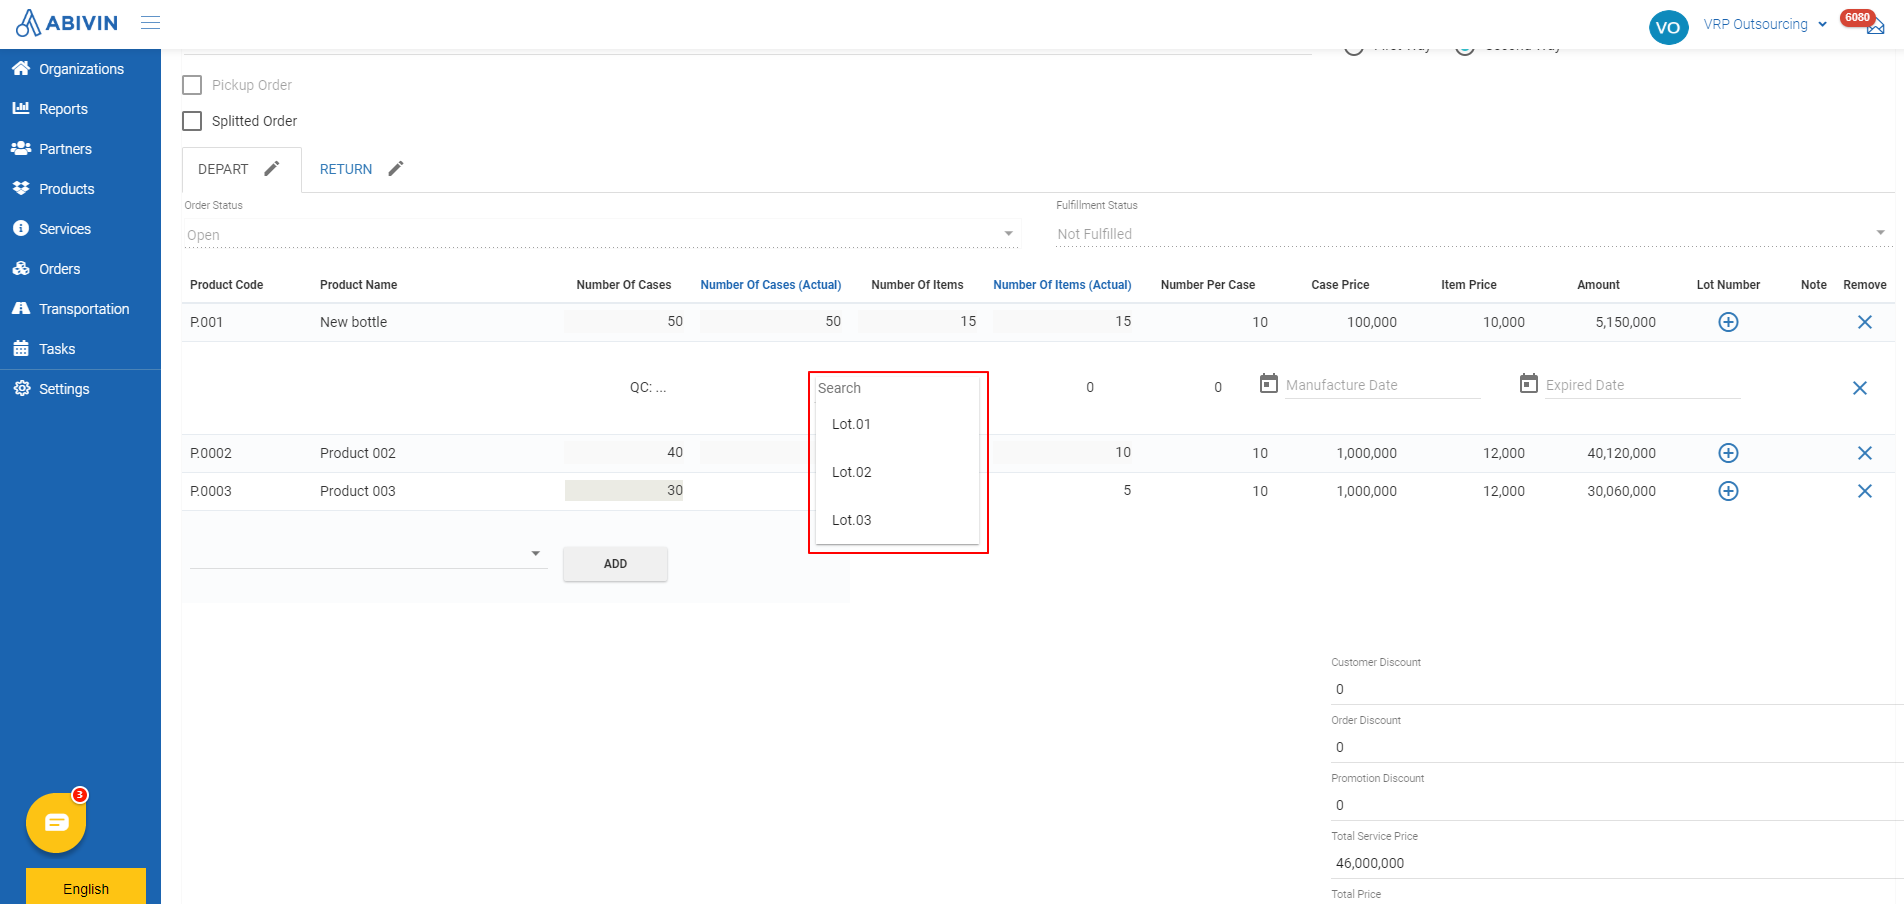 ABIVIN
VO
VRP Outsourcing
6080
Organizations
Reports
Partners
Products
Services
Orders
Transportation
Tasks
Settings
First Way
Second Way
Pickup Order
Splitted Order
DEPART
RETURN
Order Status
Fulfillment Status
Open
Not Fulfilled
Product Code Product Name Number Of Cases Number Of Cases (Actual) Number Of Items Number Of Items (Actual) Number Per Case Case Price Item Price Amount Lot Number Note Remove
P.001 New bottle 50 50 15 15 10 100,000 10,000 5,150,000
QC: ... Search 0 0 Manufacture Date Expired Date
Lot.01
Lot.02
Lot.03
P.0002 Product 002 40 10 10 1,000,000 12,000 40,120,000
P.0003 Product 003 30 5 10 1,000,000 12,000 30,060,000
ADD
Customer Discount
0
Order Discount
0
Promotion Discount
0
Total Service Price
46,000,000
Total Price
3
English